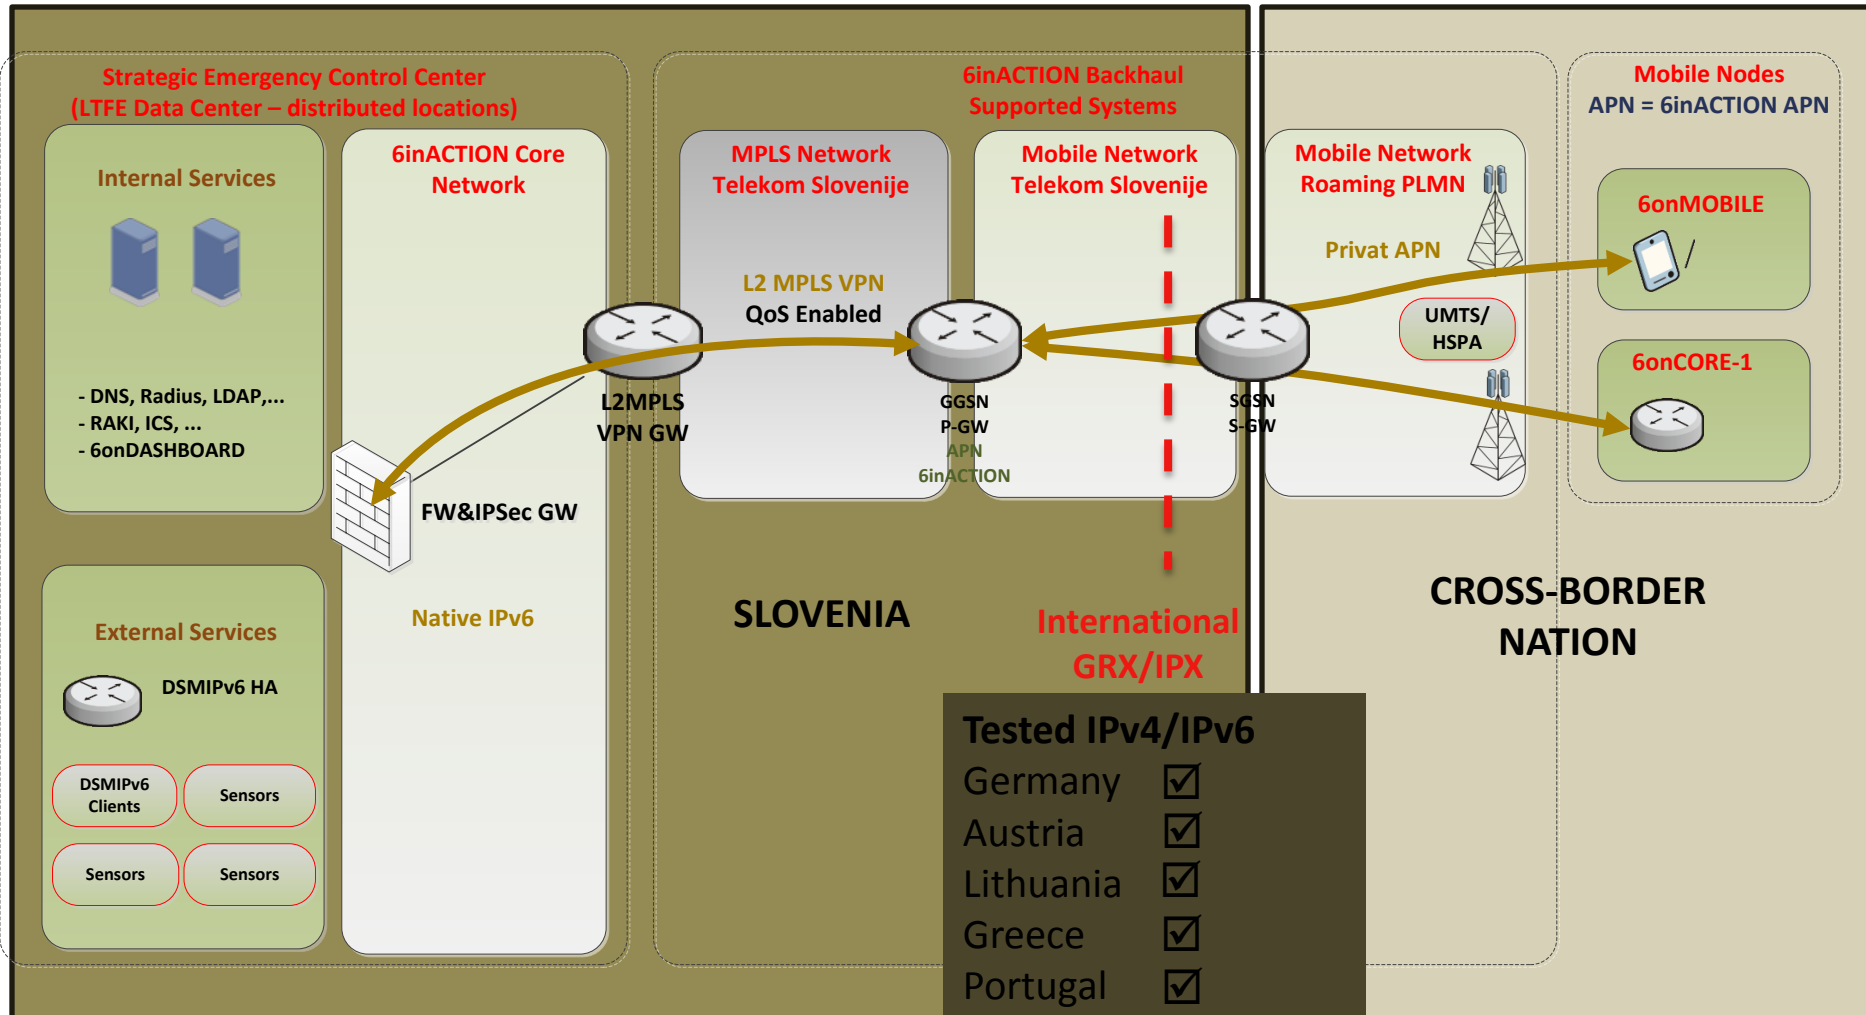 Strategic Emergency Control Center
(LTFE Data Center – distributed locations)
Internal Services
- DNS, Radius, LDAP,...
- RAKI, ICS, ...
- 6onDASHBOARD
External Services
DSMIPv6 HA
DSMIPv6
Clients
Sensors
Sensors
Sensors
6inACTION Core
Network
FW&IPSec GW
Native IPv6
L2MPLS
VPN GW
6inACTION Backhaul
Supported Systems
MPLS Network
Telekom Slovenije
L2 MPLS VPN
QoS Enabled
GGSN
P-GW
APN
6inACTION
Mobile Network
Telekom Slovenije
SGSN
S-GW
SLOVENIA
International
GRX/IPX
Mobile Network
Roaming PLMN
Privat APN
UMTS/
HSPA
Mobile Nodes
APN = 6inACTION APN
6onMOBILE
6onCORE-1
CROSS-BORDER
NATION
Tested IPv4/IPv6
Germany
Austria
Lithuania
Greece
Portugal